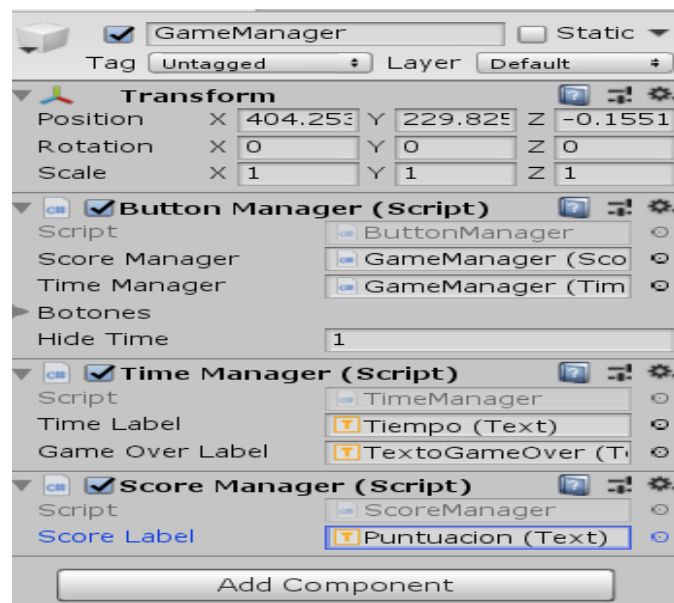 GameManager Static
Tag Untagged Layer Default
Transform
Position X 404.253 Y 229.825 Z -0.1551
Rotation X 0 Y 0 Z 0
Scale X 1 Y 1 Z 1
c# Button Manager (Script)
Script ButtonManager
Score Manager GameManager (Sco
Time Manager GameManager (Tim
Botones
Hide Time 1
c# Time Manager (Script)
Script TimeManager
Time Label T Tiempo (Text)
Game Over Label T TextoGameOver (T
c# Score Manager (Script)
Script ScoreManager
Score Label T Puntuacion (Text)
Add Component